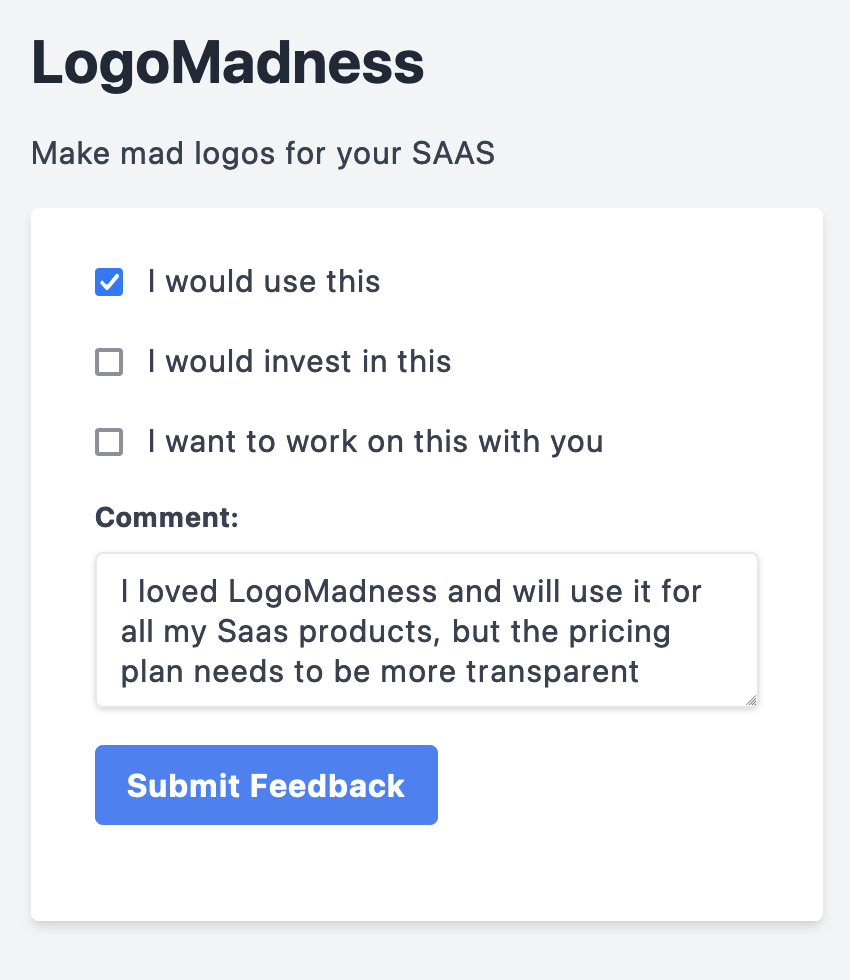 LogoMadness
Make mad logos for your SAAS
I would use this
I would invest in this
I want to work on this with you
Comment:
I loved LogoMadness and will use it for
all my Saas products, but the pricing
plan needs to be more transparent
Submit Feedback